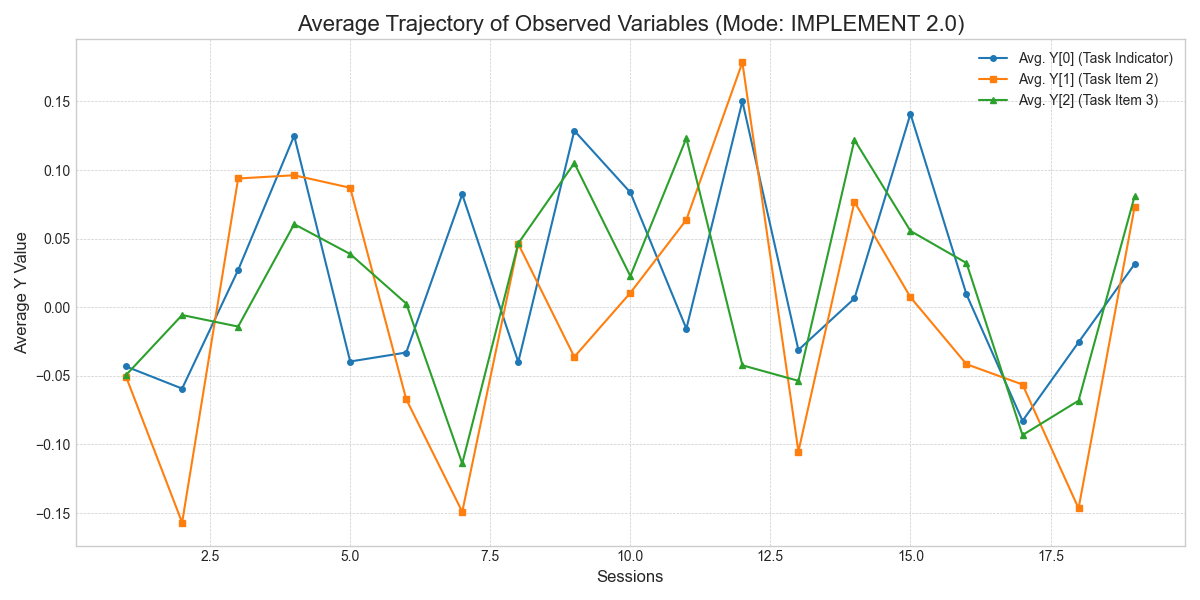 Average Trajectory of Observed Variables (Mode: IMPLEMENT 2.0)
Avg. Y[0] (Task Indicator)
Avg. Y[1] (Task Item 2)
Avg. Y[2] (Task Item 3)
Average Y Value
0.15
0.10
0.05
0.00
−0.05
−0.10
−0.15
2.5 5.0 7.5 10.0 12.5 15.0 17.5
Sessions